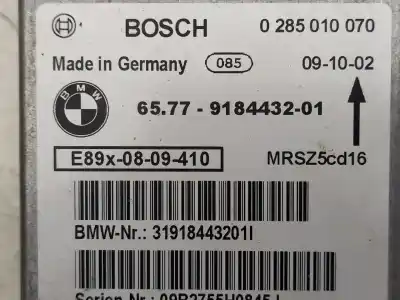 BOSCH 0 285 010 070
Made in Germany 085 09-10-02
BMW 65.77 - 9184432-01
E89x-08-09-410 MRSZ5cd16
BMW-Nr.: 31918443201I